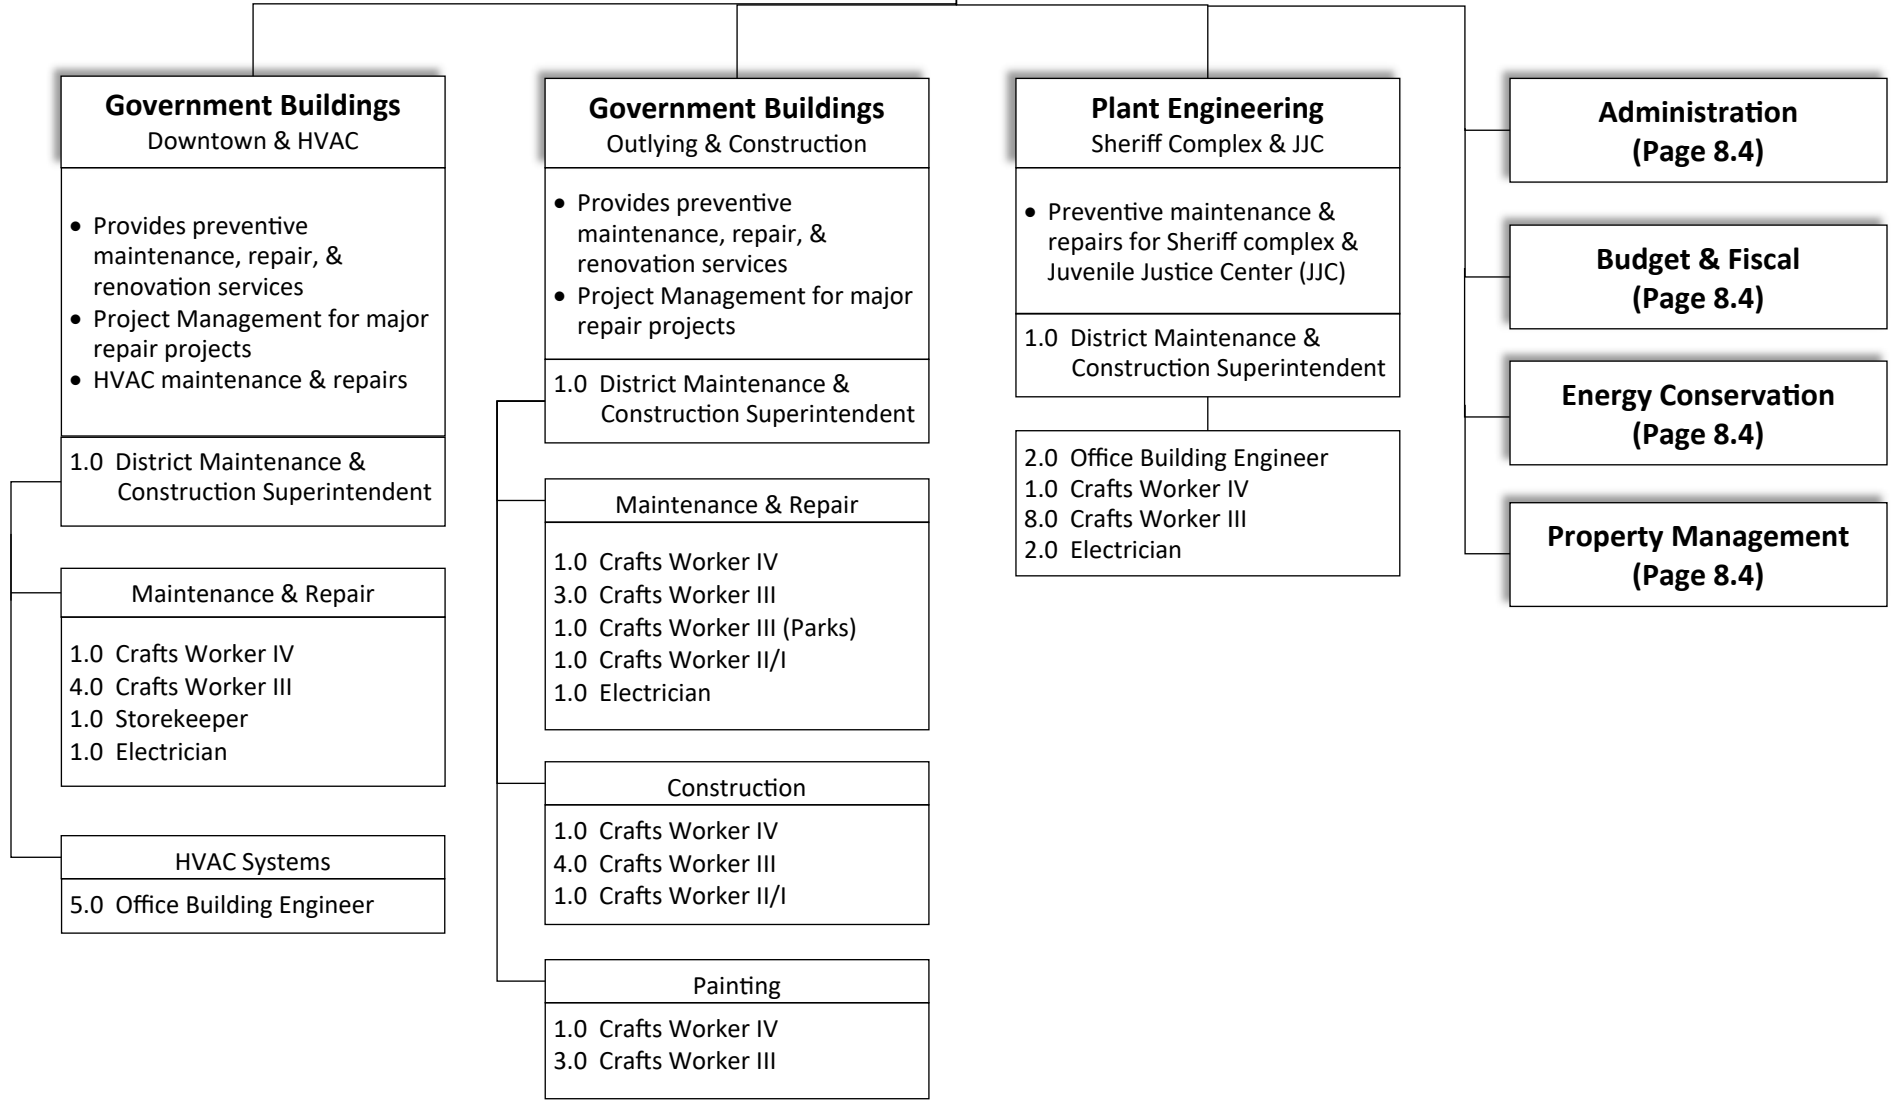 Government Buildings
Downtown & HVAC
• Provides preventive
maintenance, repair, &
renovation services
• Project Management for major
repair projects
• HVAC maintenance & repairs
1.0 District Maintenance &
Construction Superintendent
Maintenance & Repair
1.0 Crafts Worker IV
4.0 Crafts Worker III
1.0 Storekeeper
1.0 Electrician
HVAC Systems
5.0 Office Building Engineer
Government Buildings
Outlying & Construction
• Provides preventive
maintenance, repair, &
renovation services
• Project Management for major
repair projects
1.0 District Maintenance &
Construction Superintendent
Maintenance & Repair
1.0 Crafts Worker IV
3.0 Crafts Worker III
1.0 Crafts Worker III (Parks)
1.0 Crafts Worker II/I
1.0 Electrician
Construction
1.0 Crafts Worker IV
4.0 Crafts Worker III
1.0 Crafts Worker II/I
Painting
1.0 Crafts Worker IV
3.0 Crafts Worker III
Plant Engineering
Sheriff Complex & JJC
• Preventive maintenance &
repairs for Sheriff complex &
Juvenile Justice Center (JJC)
1.0 District Maintenance &
Construction Superintendent
2.0 Office Building Engineer
1.0 Crafts Worker IV
8.0 Crafts Worker III
2.0 Electrician
Administration
(Page 8.4)
Budget & Fiscal
(Page 8.4)
Energy Conservation
(Page 8.4)
Property Management
(Page 8.4)